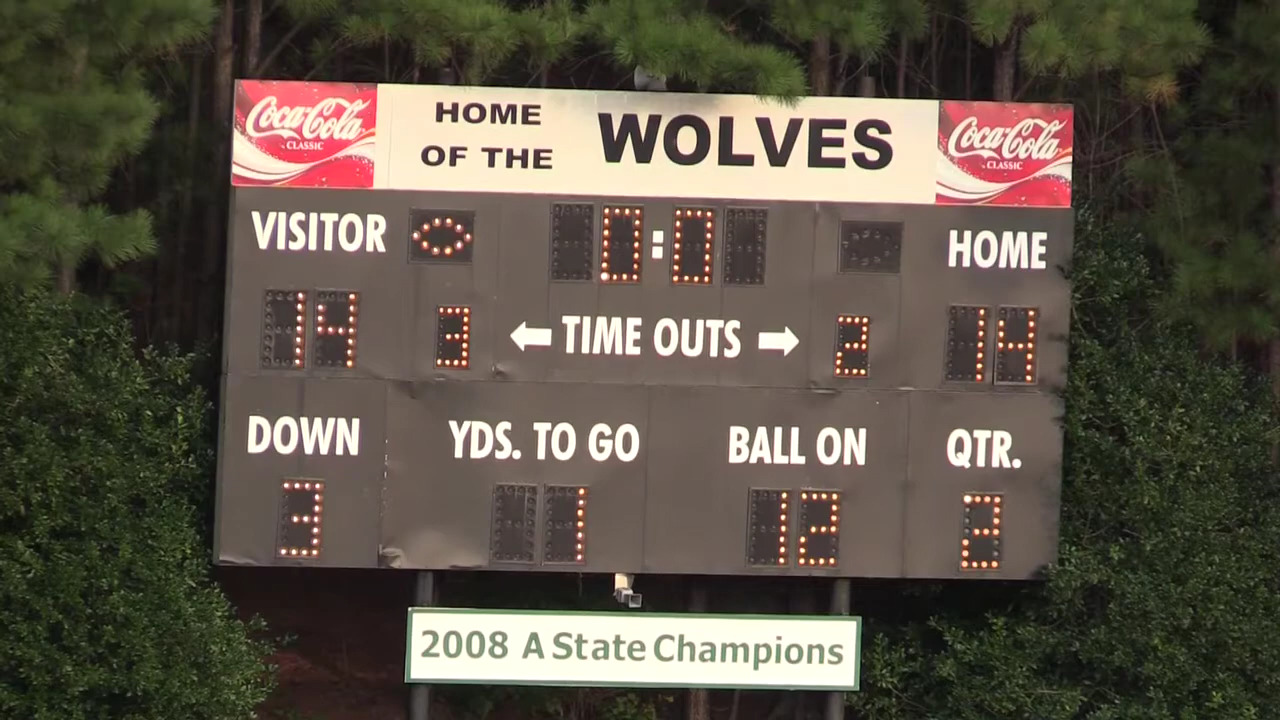 Coca-Cola
CLASSIC
HOME
OF THE
WOLVES
Coca-Cola
CLASSIC
VISITOR
0:0
HOME
14
3
TIME OUTS
2
14
DOWN
YDS. TO GO
BALL ON
QTR.
3
1
12
2
2008 A State Champions